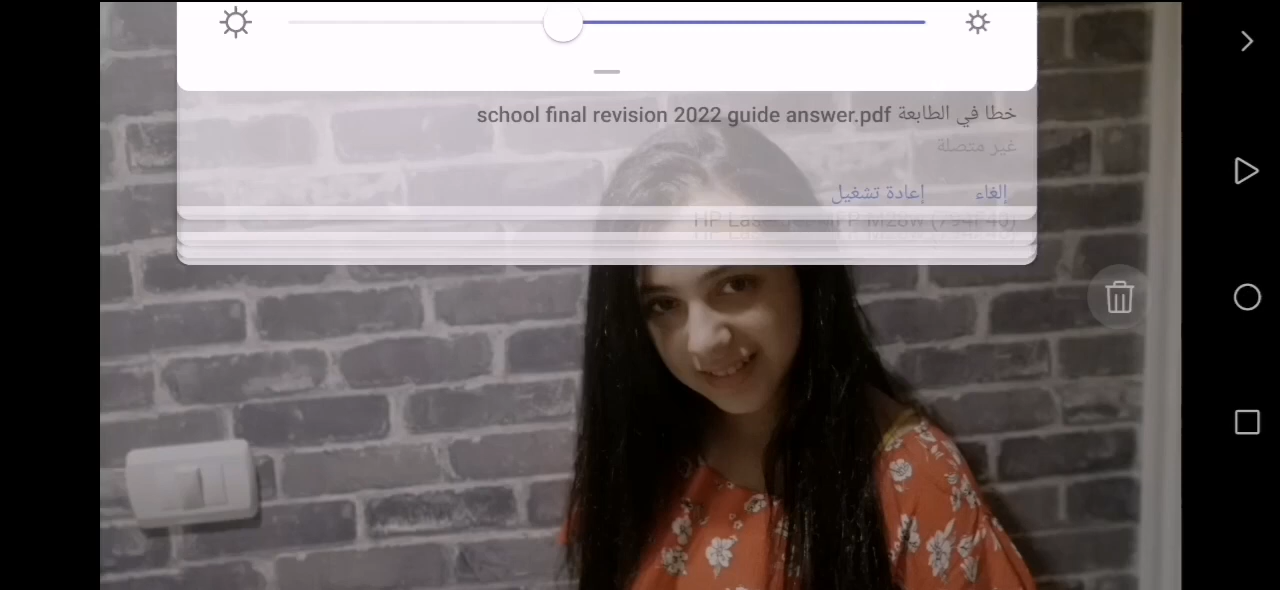 خطا في الطابعة school final revision 2022 guide answer.pdf
غير متصلة
إلغاء إعادة تشغيل